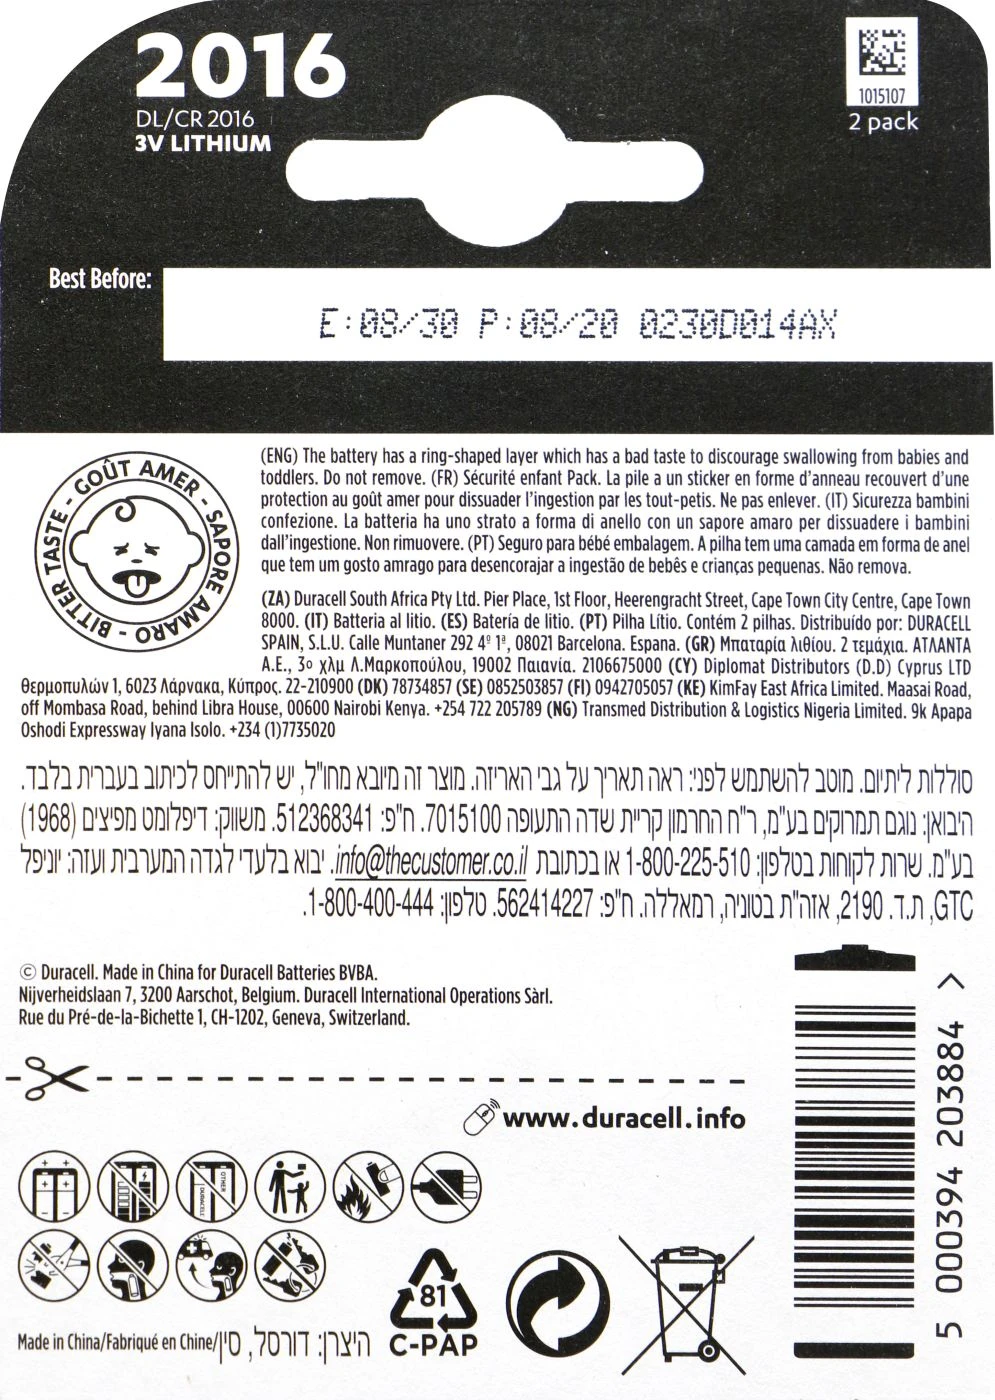 2016
DL/CR 2016
3V LITHIUM
1015107
2 pack
Best Before:
E:08/30 P:08/20 0230D014AX
BITTER TASTE - GOÛT AMER - SAPORE AMARO -
(ENG) The battery has a ring-shaped layer which has a bad taste to discourage swallowing from babies and
toddlers. Do not remove. (FR) Sécurité enfant Pack. La pile a un sticker en forme d'anneau recouvert d'une
protection au goût amer pour dissuader l'ingestion par les tout-petis. Ne pas enlever. (IT) Sicurezza bambini
confezione. La batteria ha uno strato a forma di anello con un sapore amaro per dissuadere i bambini
dall'ingestione. Non rimuovere. (PT) Seguro para bébé embalagem. A pilha tem uma camada em forma de anel
que tem um gosto amrago para desencorajar a ingestão de bebês e crianças pequenas. Não remova.
(ZA) Duracell South Africa Pty Ltd. Pier Place, 1st Floor, Heerengracht Street, Cape Town City Centre, Cape Town
8000. (IT) Batteria al litio. (ES) Batería de litio. (PT) Pilha Lítio. Contém 2 pilhas. Distribuído por: DURACELL
SPAIN, S.L.U. Calle Muntaner 292 4º 1ª, 08021 Barcelona. Espana. (GR) Μπαταρία λιθίου. 2 τεμάχια. ΑΤΛΑΝΤΑ
Α.Ε., 3ο χλμ Λ.Μαρκοπούλου, 19002 Παιανία. 2106675000 (CY) Diplomat Distributors (D.D) Cyprus LTD
Θερμοπυλών 1, 6023 Λάρνακα, Κύπρος. 22-210900 (DK) 78734857 (SE) 0852503857 (FI) 0942705057 (KE) KimFay East Africa Limited. Maasai Road,
off Mombasa Road, behind Libra House, 00600 Nairobi Kenya. +254 722 205789 (NG) Transmed Distribution & Logistics Nigeria Limited. 9k Apapa
Oshodi Expressway Iyana Isolo. +234 (1)7735020
סוללות ליתיום. מוטב להשתמש לפני: ראה תאריך על גבי האריזה. מוצר זה מיובא מחו"ל, יש להתייחס לכיתוב בעברית בלבד.
היבואן: נוגם תמרוקים בע"מ, ר"ח החרמון קריית שדה התעופה 7015100. ח"פ: 512368341. משווק: דיפלומט מפיצים (1968)
בע"מ. שרות לקוחות בטלפון: 1-800-225-510 או בכתובת info@thecustomer.co.il. יבוא בלעדי לגדה המערבית ועזה: יוניפל
GTC, ת.ד. 2190, אזה"ת בטוניה, רמאללה. ח"פ: 562414227. טלפון: 1-800-400-444.
© Duracell. Made in China for Duracell Batteries BVBA.
Nijverheidslaan 7, 3200 Aarschot, Belgium. Duracell International Operations Sàrl.
Rue du Pré-de-la-Bichette 1, CH-1202, Geneva, Switzerland.
www.duracell.info
OTHER
DURACELL
81
C-PAP
Made in China/Fabriqué en Chine/היצרן: דורסל, סין
5 000394 203884 >